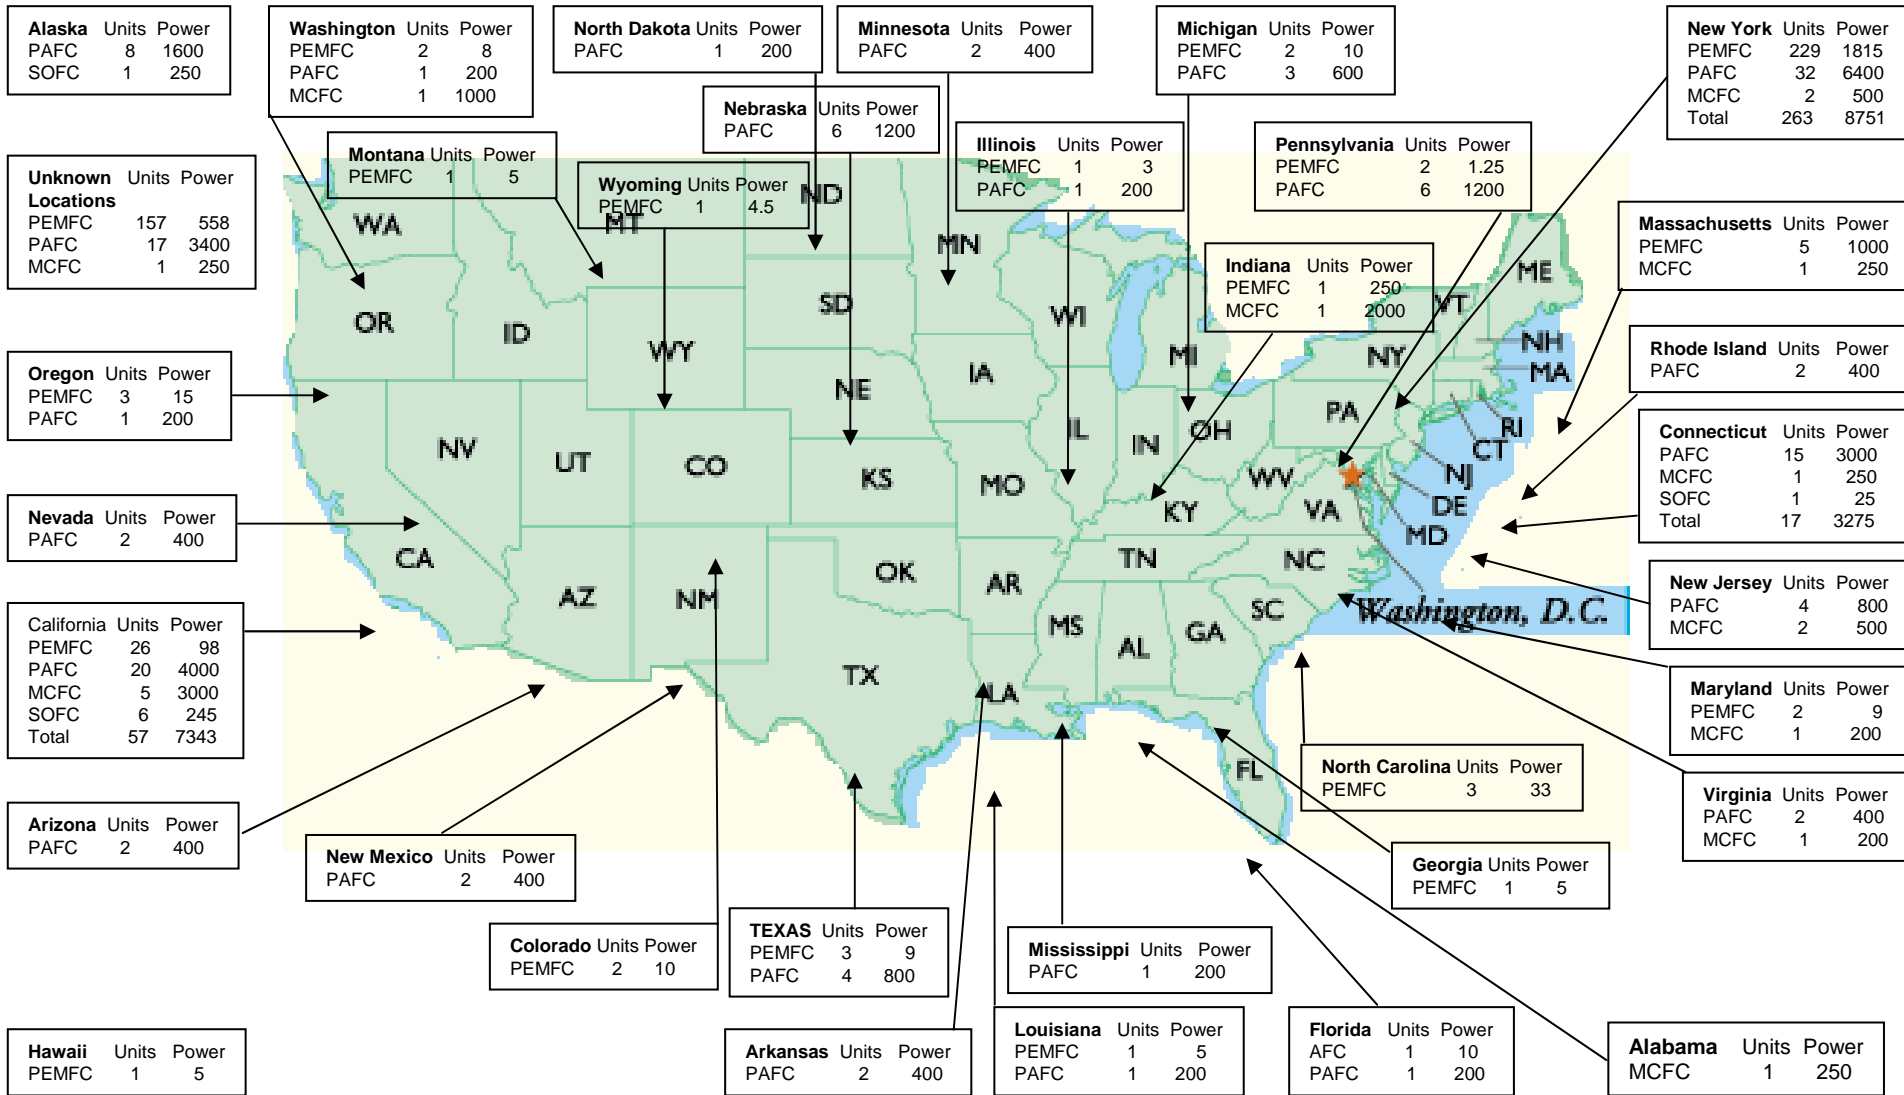 Alaska Units Power
PAFC 8 1600
SOFC 1 250
Washington Units Power
PEMFC 2 8
PAFC 1 200
MCFC 1 1000
North Dakota Units Power
PAFC 1 200
Minnesota Units Power
PAFC 2 400
Michigan Units Power
PEMFC 2 10
PAFC 3 600
New York Units Power
PEMFC 229 1815
PAFC 32 6400
MCFC 2 500
Total 263 8751
Nebraska Units Power
PAFC 6 1200
Montana Units Power
PEMFC 1 5
Wyoming Units Power
PEMFC 1 4.5
Illinois Units Power
PEMFC 1 3
PAFC 1 200
Pennsylvania Units Power
PEMFC 2 1.25
PAFC 6 1200
Unknown Units Power
Locations
PEMFC 157 558
PAFC 17 3400
MCFC 1 250
Massachusetts Units Power
PEMFC 5 1000
MCFC 1 250
Indiana Units Power
PEMFC 1 250
MCFC 1 2000
Rhode Island Units Power
PAFC 2 400
Oregon Units Power
PEMFC 3 15
PAFC 1 200
Connecticut Units Power
PAFC 15 3000
MCFC 1 250
SOFC 1 25
Total 17 3275
Nevada Units Power
PAFC 2 400
New Jersey Units Power
PAFC 4 800
MCFC 2 500
California Units Power
PEMFC 26 98
PAFC 20 4000
MCFC 5 3000
SOFC 6 245
Total 57 7343
Maryland Units Power
PEMFC 2 9
MCFC 1 200
North Carolina Units Power
PEMFC 3 33
Virginia Units Power
PAFC 2 400
MCFC 1 200
Arizona Units Power
PAFC 2 400
New Mexico Units Power
PAFC 2 400
Georgia Units Power
PEMFC 1 5
Colorado Units Power
PEMFC 2 10
TEXAS Units Power
PEMFC 3 9
PAFC 4 800
Mississippi Units Power
PAFC 1 200
Hawaii Units Power
PEMFC 1 5
Arkansas Units Power
PAFC 2 400
Louisiana Units Power
PEMFC 1 5
PAFC 1 200
Florida Units Power
AFC 1 10
PAFC 1 200
Alabama Units Power
MCFC 1 250
WA
MT
ND
MN
ME
VT
OR
ID
WY
SD
WI
MI
NY
NH
MA
IA
NE
PA
RI
CT
NV
UT
CO
KS
MO
IL
IN
OH
WV
VA
NJ
DE
MD
KY
CA
AZ
NM
OK
AR
TN
NC
SC
Washington, D.C.
MS
AL
GA
TX
LA
FL